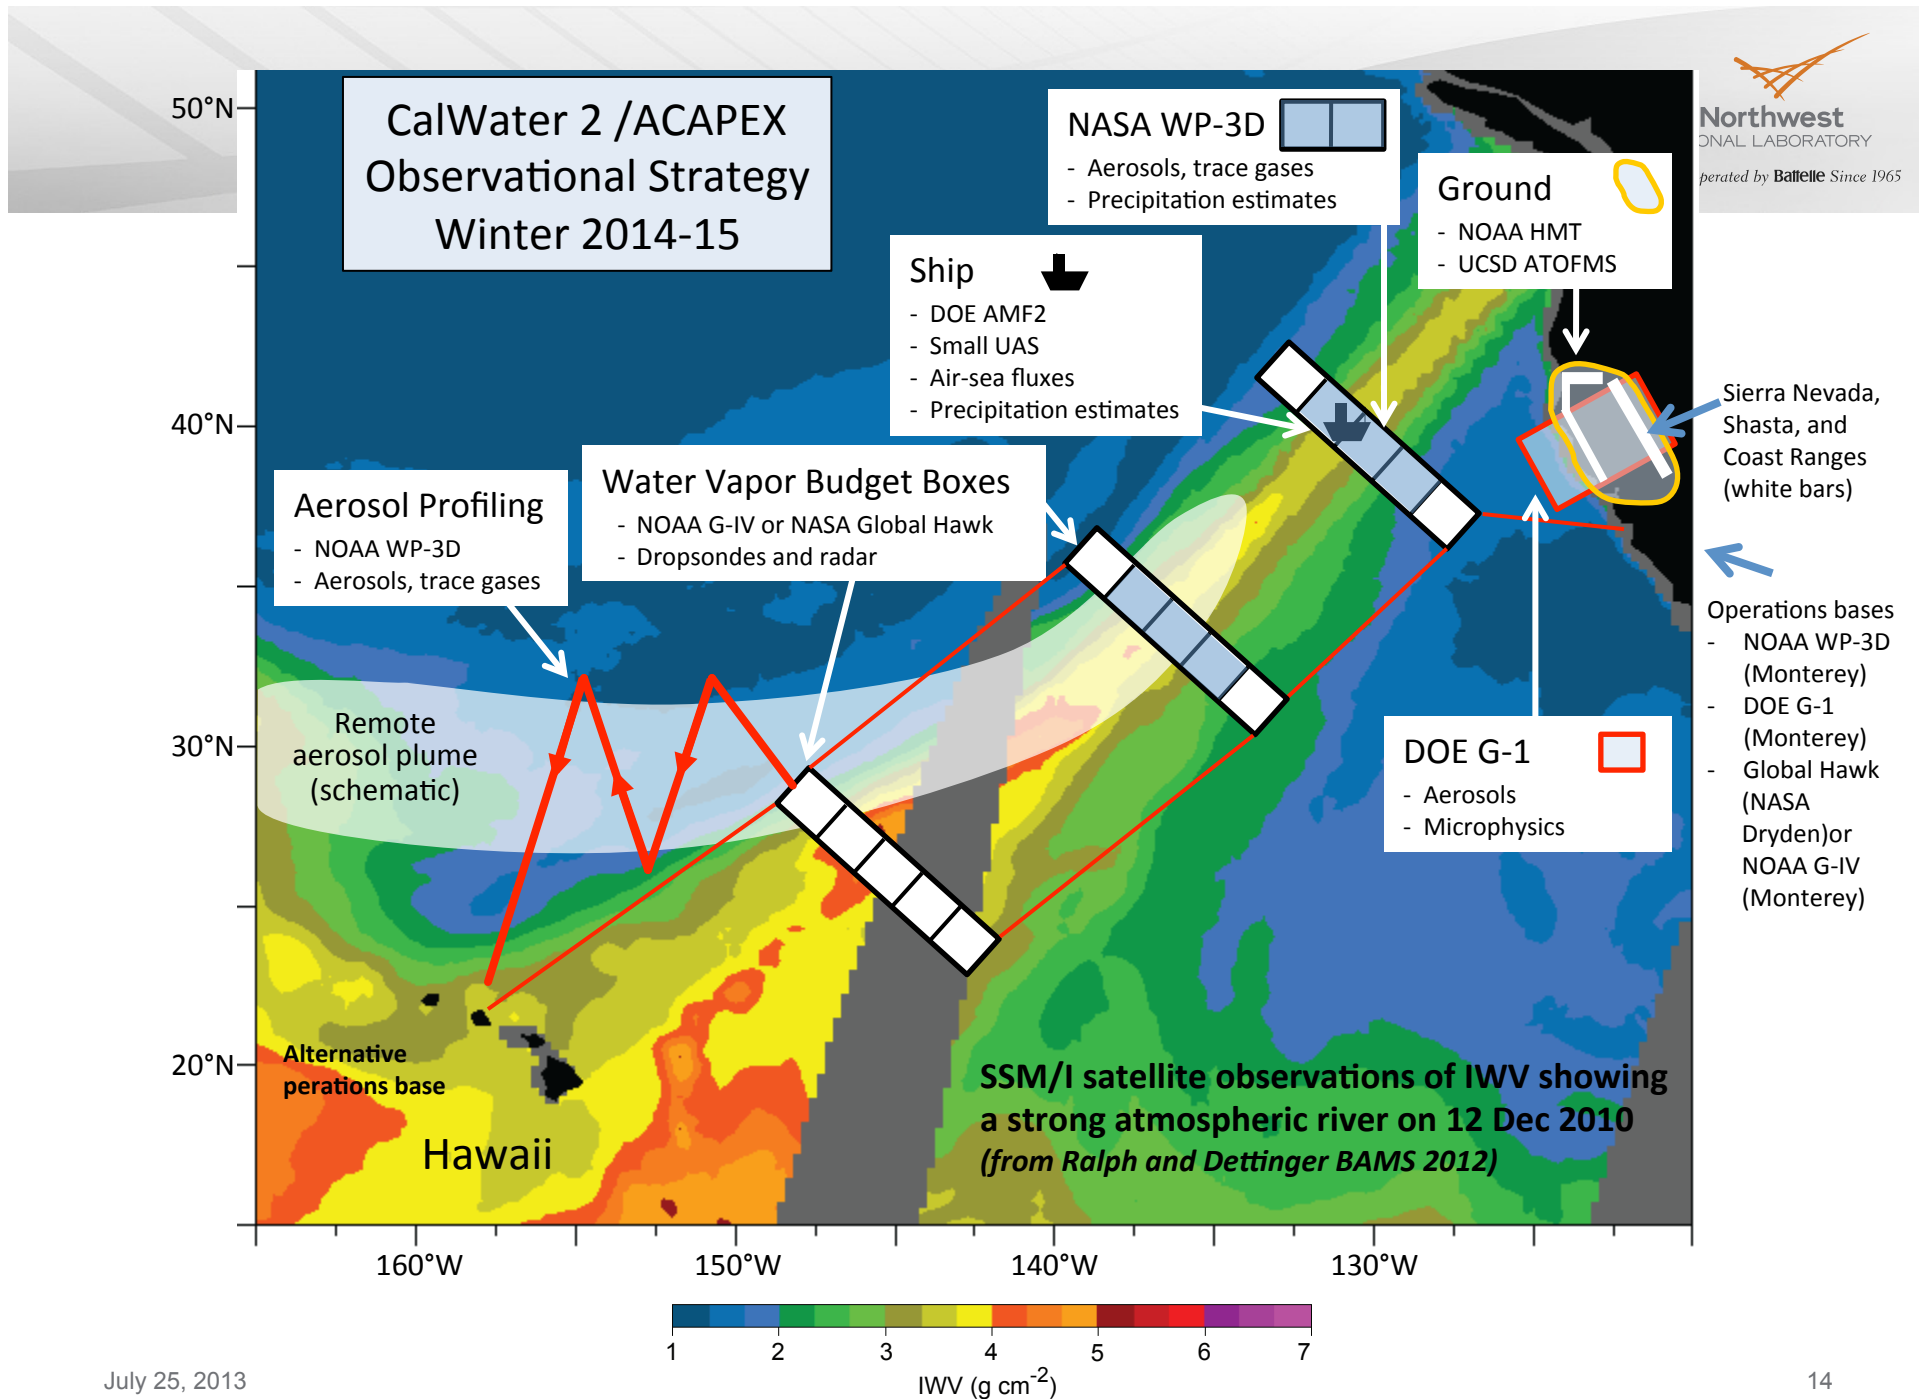 CalWater 2 /ACAPEX
Observational Strategy
Winter 2014-15
NASA WP-3D
- Aerosols, trace gases
- Precipitation estimates
Northwest
ONAL LABORATORY
perated by Battelle Since 1965
Ground
- NOAA HMT
- UCSD ATOFMS
Ship
- DOE AMF2
- Small UAS
- Air-sea fluxes
- Precipitation estimates
Sierra Nevada,
Shasta, and
Coast Ranges
(white bars)
Aerosol Profiling
- NOAA WP-3D
- Aerosols, trace gases
Water Vapor Budget Boxes
- NOAA G-IV or NASA Global Hawk
- Dropsondes and radar
Operations bases
- NOAA WP-3D
(Monterey)
- DOE G-1
(Monterey)
- Global Hawk
(NASA
Dryden)or
NOAA G-IV
(Monterey)
Remote
aerosol plume
(schematic)
DOE G-1
- Aerosols
- Microphysics
Alternative
perations base
Hawaii
SSM/I satellite observations of IWV showing
a strong atmospheric river on 12 Dec 2010
(from Ralph and Dettinger BAMS 2012)
50°N
40°N
30°N
20°N
160°W 150°W 140°W 130°W
1 2 3 4 5 6 7
IWV (g cm-2)
July 25, 2013
14